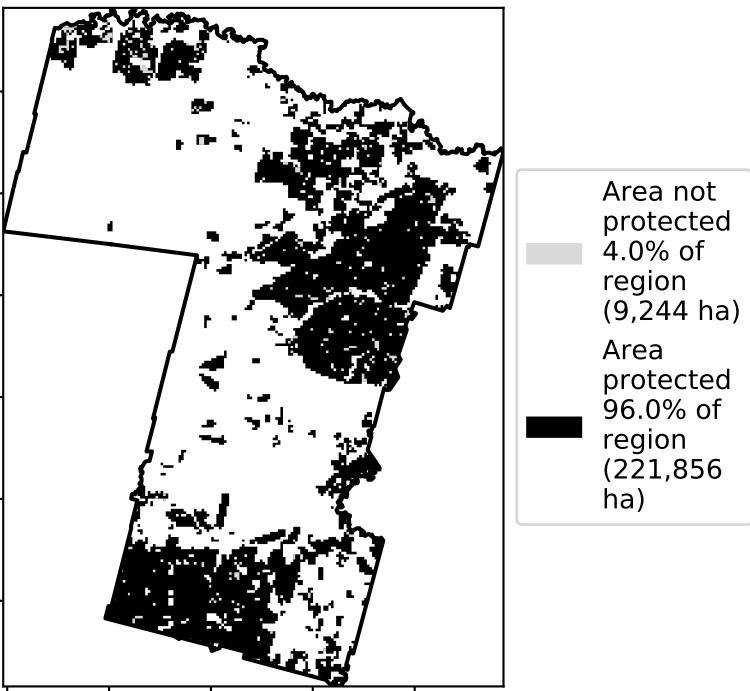 Area not
protected
4.0% of
region
(9,244 ha)
Area
protected
96.0% of
region
(221,856
ha)